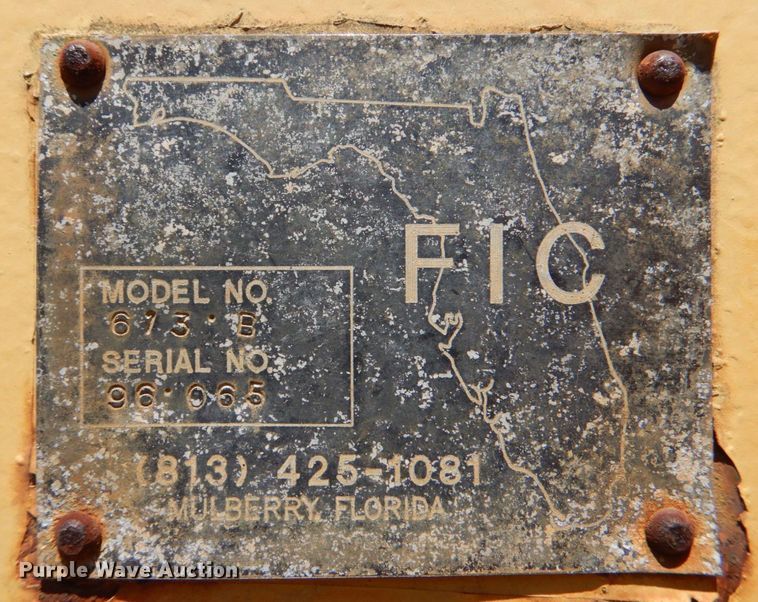 FIC
MODEL NO.
613·B
SERIAL NO.
96·065
(813) 425-1081
MULBERRY, FLORIDA
Purple Wave Auction